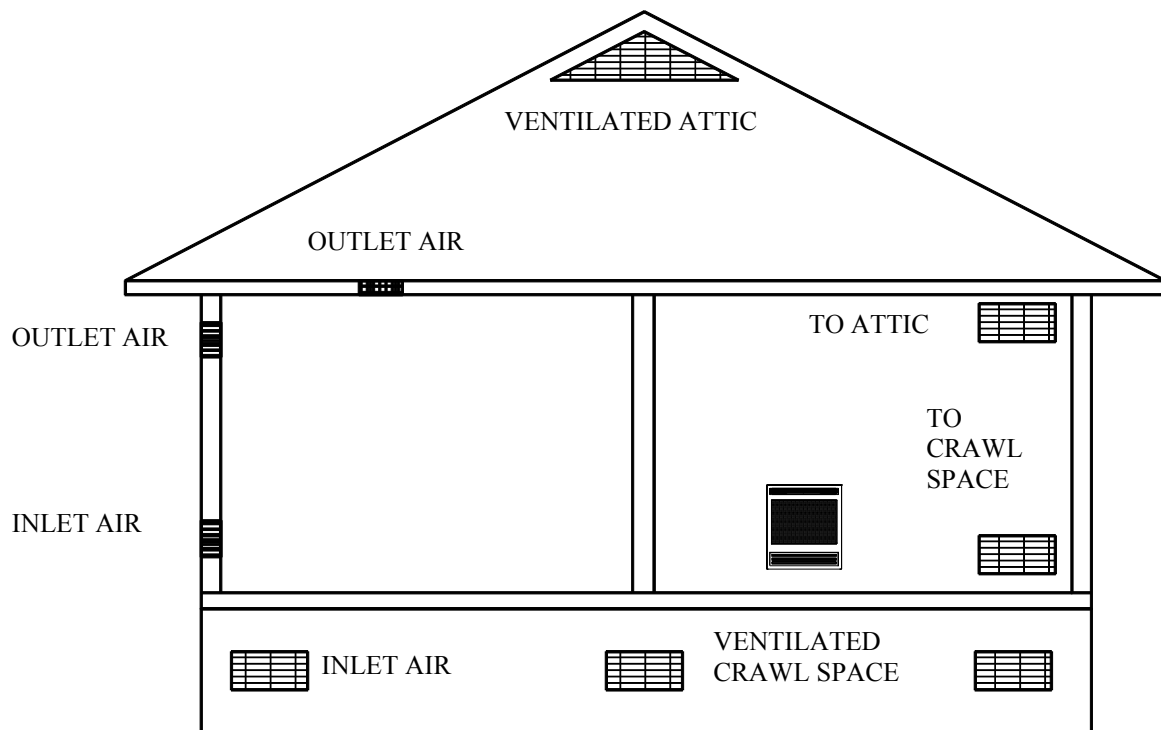 VENTILATED ATTIC
OUTLET AIR
OUTLET AIR
TO ATTIC
TO
CRAWL
SPACE
INLET AIR
INLET AIR
VENTILATED
CRAWL SPACE